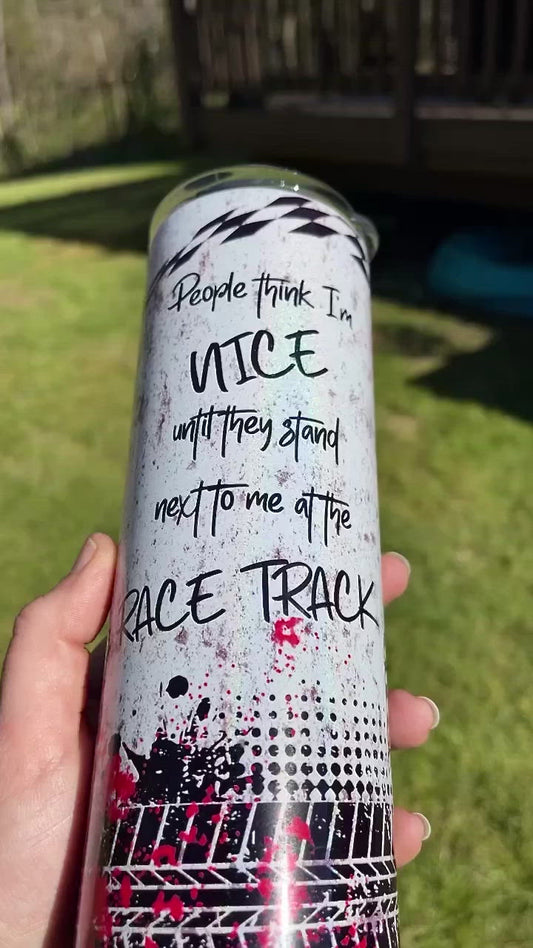 People think I'm
NICE
until they stand
next to me at the
RACE TRACK